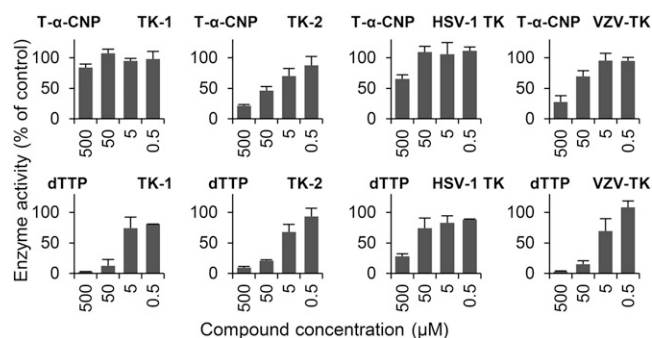 T-α-CNP TK-1 T-α-CNP TK-2 T-α-CNP HSV-1 TK T-α-CNP VZV-TK
100 100 100 100
50 50 50 50
0 0 0 0
500 50 5 0.5 500 50 5 0.5 500 50 5 0.5 500 50 5 0.5
Enzyme activity (% of control)
dTTP TK-1 dTTP TK-2 dTTP HSV-1 TK dTTP VZV-TK
100 100 100 100
50 50 50 50
0 0 0 0
500 50 5 0.5 500 50 5 0.5 500 50 5 0.5 500 50 5 0.5
Compound concentration (µM)